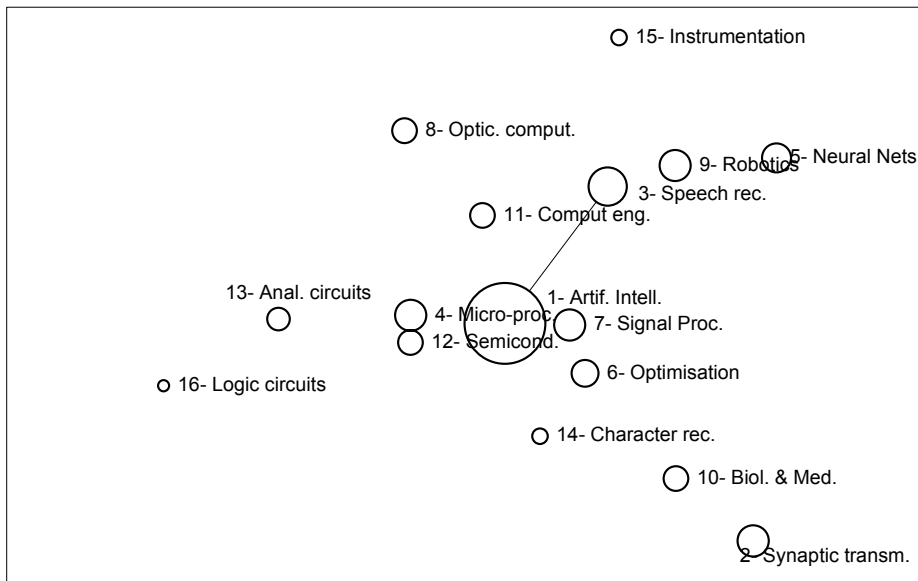 15- Instrumentation
8- Optic. comput.
5- Neural Nets
9- Robotics
3- Speech rec.
11- Comput eng.
13- Anal. circuits
1- Artif. Intell.
4- Micro-proc.
7- Signal Proc.
12- Semicond.
6- Optimisation
16- Logic circuits
14- Character rec.
10- Biol. & Med.
2- Synaptic transm.